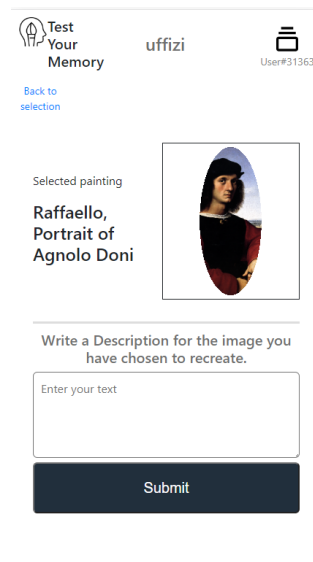 Test
Your
Memory
uffizi
User#31363
Back to
selection
Selected painting
Raffaello,
Portrait of
Agnolo Doni
Write a Description for the image you
have chosen to recreate.
Enter your text
Submit